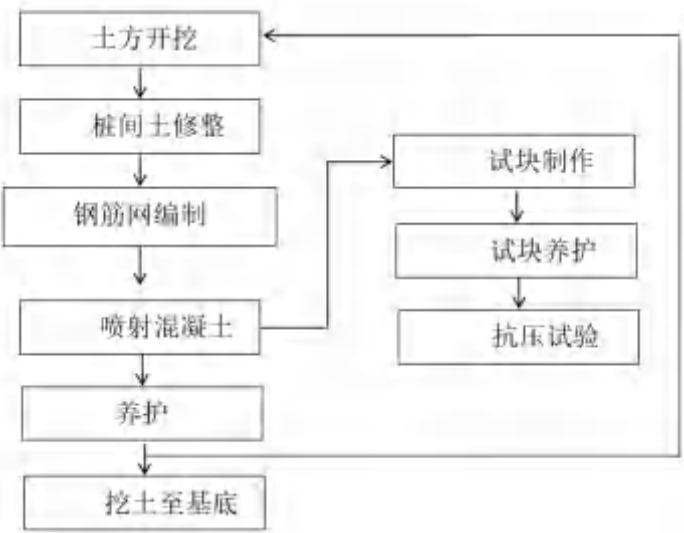 土方开挖
桩间土修整
钢筋网编制
喷射混凝土
养护
挖土至基底
试块制作
试块养护
抗压试验